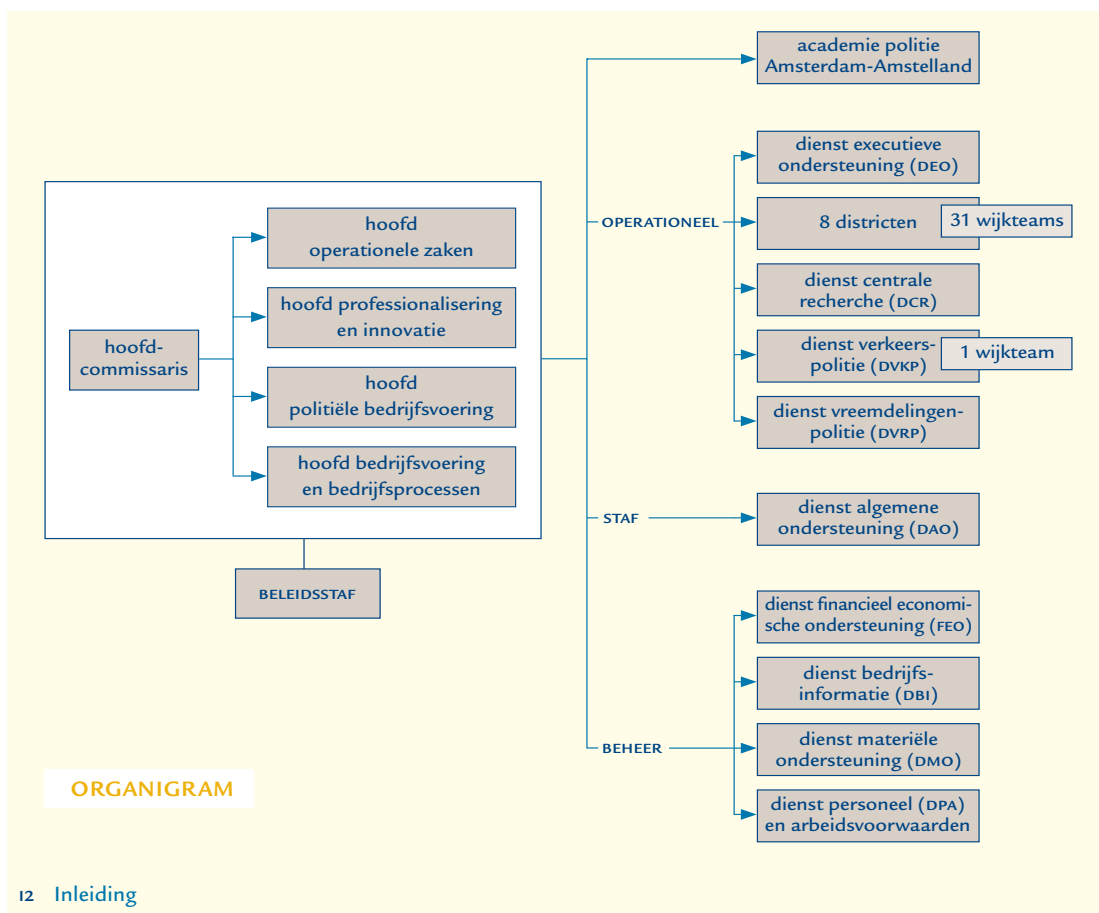 academie politie
Amsterdam-Amstelland
dienst executieve
ondersteuning (DEO)
OPERATIONEEL
8 districten
31 wijkteams
dienst centrale
recherche (DCR)
dienst verkeers-
politie (DVKP)
1 wijkteam
dienst vreemdelingen-
politie (DVRP)
hoofd
operationele zaken
hoofd professionalisering
en innovatie
hoofd-
commissaris
hoofd
politiële bedrijfsvoering
hoofd bedrijfsvoering
en bedrijfsprocessen
BELEIDSSTAF
STAF
dienst algemene
ondersteuning (DAO)
dienst financieel economi-
sche ondersteuning (FEO)
dienst bedrijfs-
informatie (DBI)
BEHEER
dienst materiële
ondersteuning (DMO)
dienst personeel (DPA)
en arbeidsvoorwaarden
ORGANIGRAM
12 Inleiding